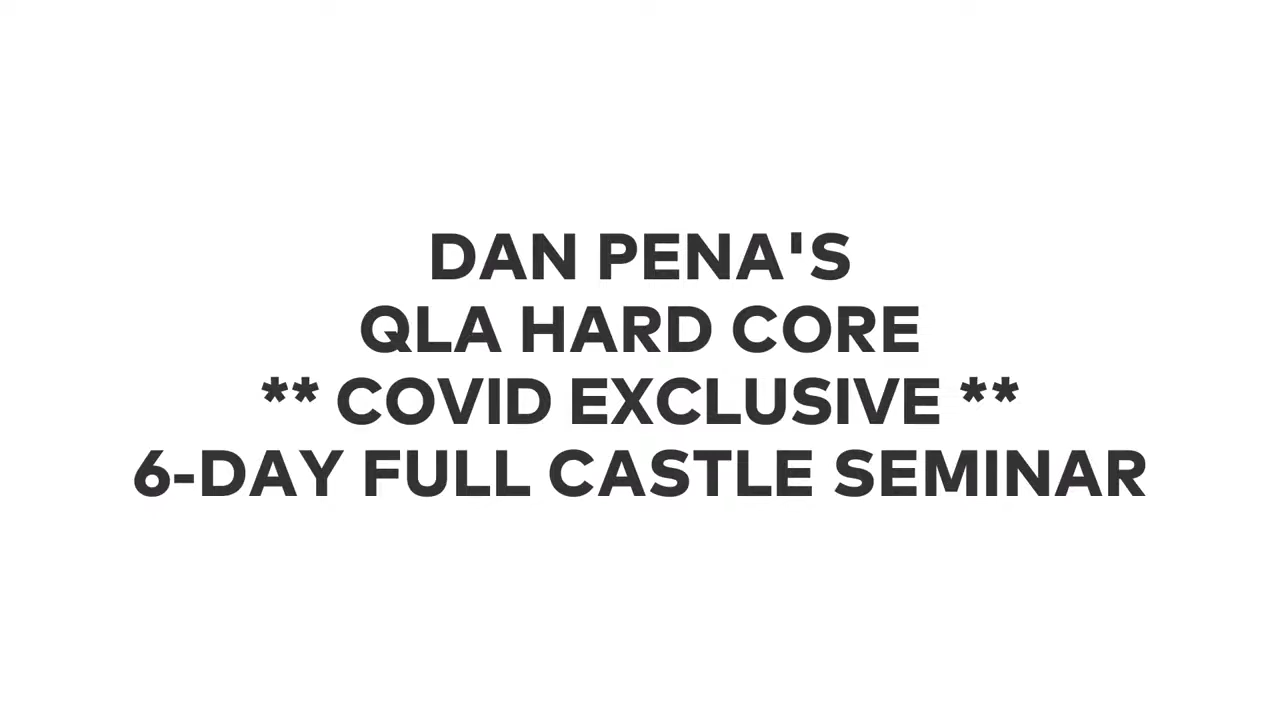 DAN PENA'S
QLA HARD CORE
** COVID EXCLUSIVE **
6-DAY FULL CASTLE SEMINAR